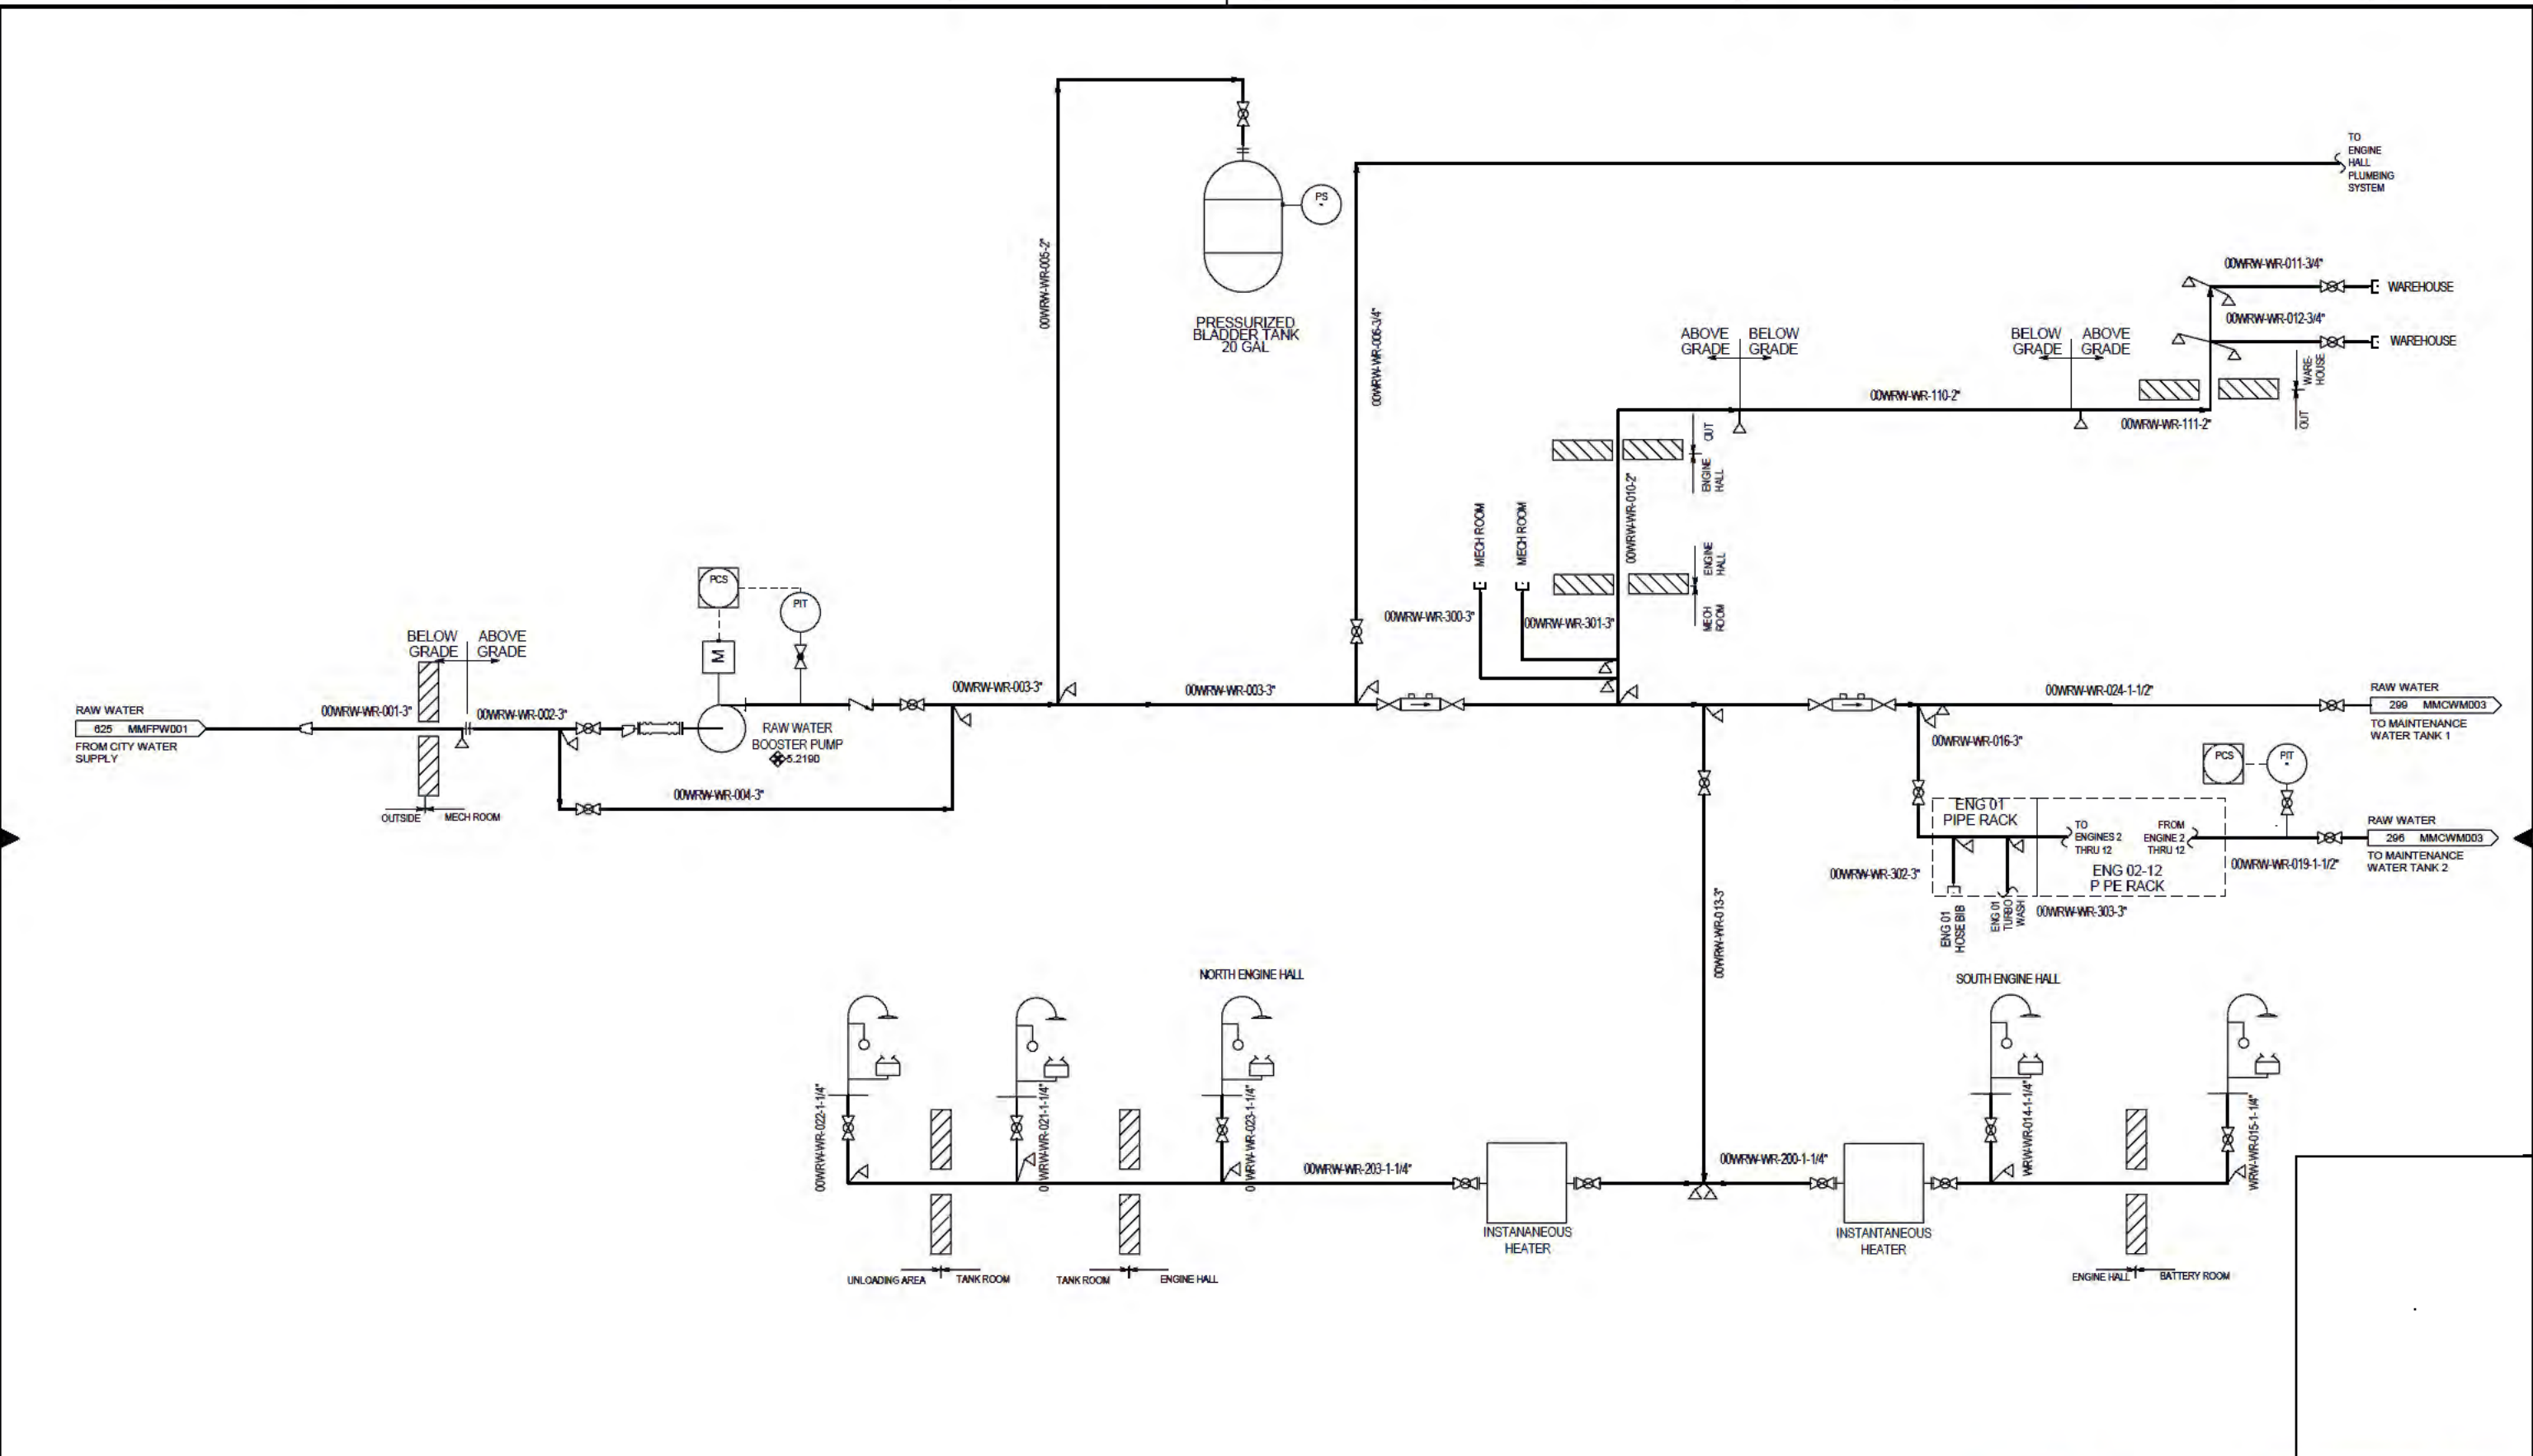 TO
ENGINE
HALL
PLUMBING
SYSTEM
00WRW-WR-005-2"
PS
PRESSURIZED
BLADDER TANK
20 GAL
00WRW-WR-006-3/4"
00WRW-WR-011-3/4"
WAREHOUSE
00WRW-WR-012-3/4"
WAREHOUSE
ABOVE GRADE
BELOW GRADE
BELOW GRADE
ABOVE GRADE
WARE-
HOUSE
OUT
00WRW-WR-110-2"
00WRW-WR-111-2"
OUT
ENGINE
HALL
00WRW-WR-010-2"
MECH ROOM
MECH ROOM
ENGINE
HALL
MECH
ROOM
00WRW-WR-300-3"
00WRW-WR-301-3"
PCS
PIT
M
BELOW GRADE
ABOVE GRADE
RAW WATER
625 MMFPW001
FROM CITY WATER
SUPPLY
00WRW-WR-001-3"
00WRW-WR-002-3"
OUTSIDE
MECH ROOM
RAW WATER
BOOSTER PUMP
5.2190
00WRW-WR-004-3"
00WRW-WR-003-3"
00WRW-WR-003-3"
00WRW-WR-024-1-1/2"
RAW WATER
299 MMCWM003
TO MAINTENANCE
WATER TANK 1
00WRW-WR-016-3"
PCS
PIT
ENG 01
PIPE RACK
TO
ENGINES 2
THRU 12
FROM
ENGINE 2
THRU 12
ENG 02-12
P PE RACK
RAW WATER
296 MMCWM003
TO MAINTENANCE
WATER TANK 2
00WRW-WR-019-1-1/2"
00WRW-WR-302-3"
00WRW-WR-303-3"
ENG 01
HOSE BIB
ENG 01
TURBO
WASH
00WRW-WR-013-3"
NORTH ENGINE HALL
SOUTH ENGINE HALL
00WRW-WR-022-1-1/4"
0 WRW-WR-021-1-1/4"
0 WRW-WR-023-1-1/4"
00WRW-WR-203-1-1/4"
00WRW-WR-200-1-1/4"
WRW-WR-014-1-1/4"
WRW-WR-015-1-1/4"
INSTANANEOUS
HEATER
INSTANTANEOUS
HEATER
UNLOADING AREA
TANK ROOM
TANK ROOM
ENGINE HALL
ENGINE HALL
BATTERY ROOM